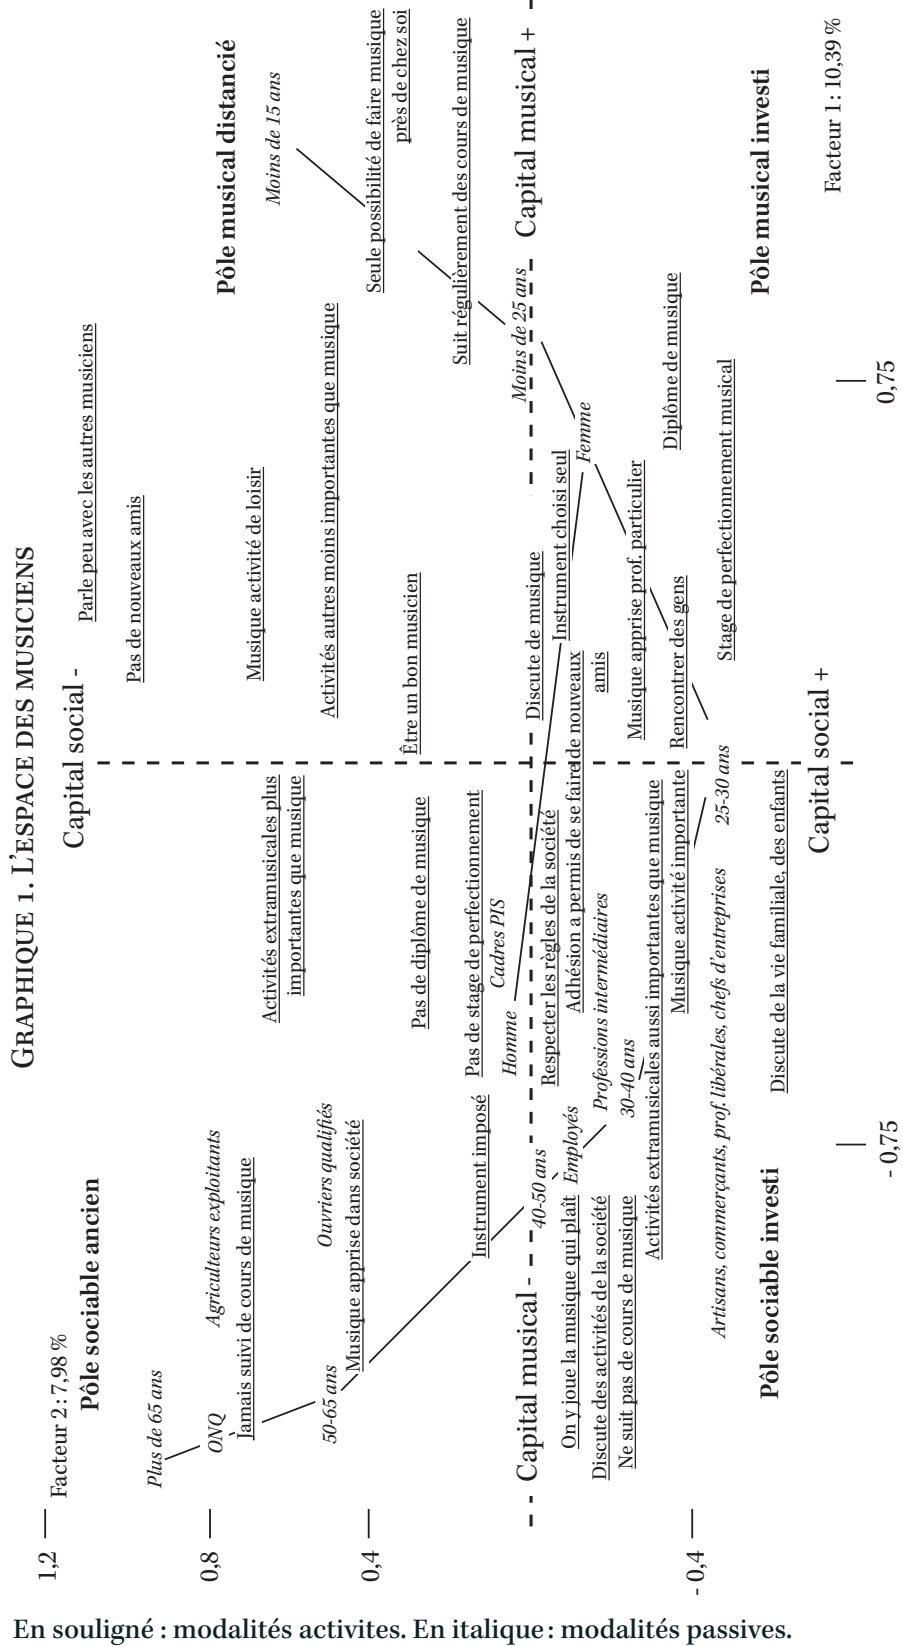 GRAPHIQUE 1. L'ESPACE DES MUSICIENS
Capital social -
1,2
Facteur 2 : 7,98 %
Pôle sociable ancien
Parle peu avec les autres musiciens
Pas de nouveaux amis
Plus de 65 ans
0,8
ONQ
Agriculteurs exploitants
Pôle musical distancié
Jamais suivi de cours de musique
Musique activité de loisir
Activités extramusicales plus
importantes que musique
Moins de 15 ans
50-65 ans
Ouvriers qualifiés
Activités autres moins importantes que musique
Musique apprise dans société
0,4
Seule possibilité de faire musique
près de chez soi
Être un bon musicien
Pas de diplôme de musique
Suit régulièrement des cours de musique
Pas de stage de perfectionnement
Instrument imposé
Cadres PIS
Homme
Moins de 25 ans
Capital musical -
Capital musical +
40-50 ans
Discute de musique
Respecter les règles de la société
Instrument choisi seul
Employés
On y joue la musique qui plaît
Adhésion a permis de se faire de nouveaux
amis
Femme
Professions intermédiaires
Discute des activités de la société
30-40 ans
Ne suit pas de cours de musique
Musique apprise prof. particulier
Activités extramusicales aussi importantes que musique
Diplôme de musique
Rencontrer des gens
Musique activité importante
- 0,4
Artisans, commerçants, prof. libérales, chefs d'entreprises
25-30 ans
Stage de perfectionnement musical
Pôle sociable investi
Pôle musical investi
Discute de la vie familiale, des enfants
Capital social +
Facteur 1 : 10,39 %
- 0,75
0,75
En souligné : modalités activites. En italique : modalités passives.